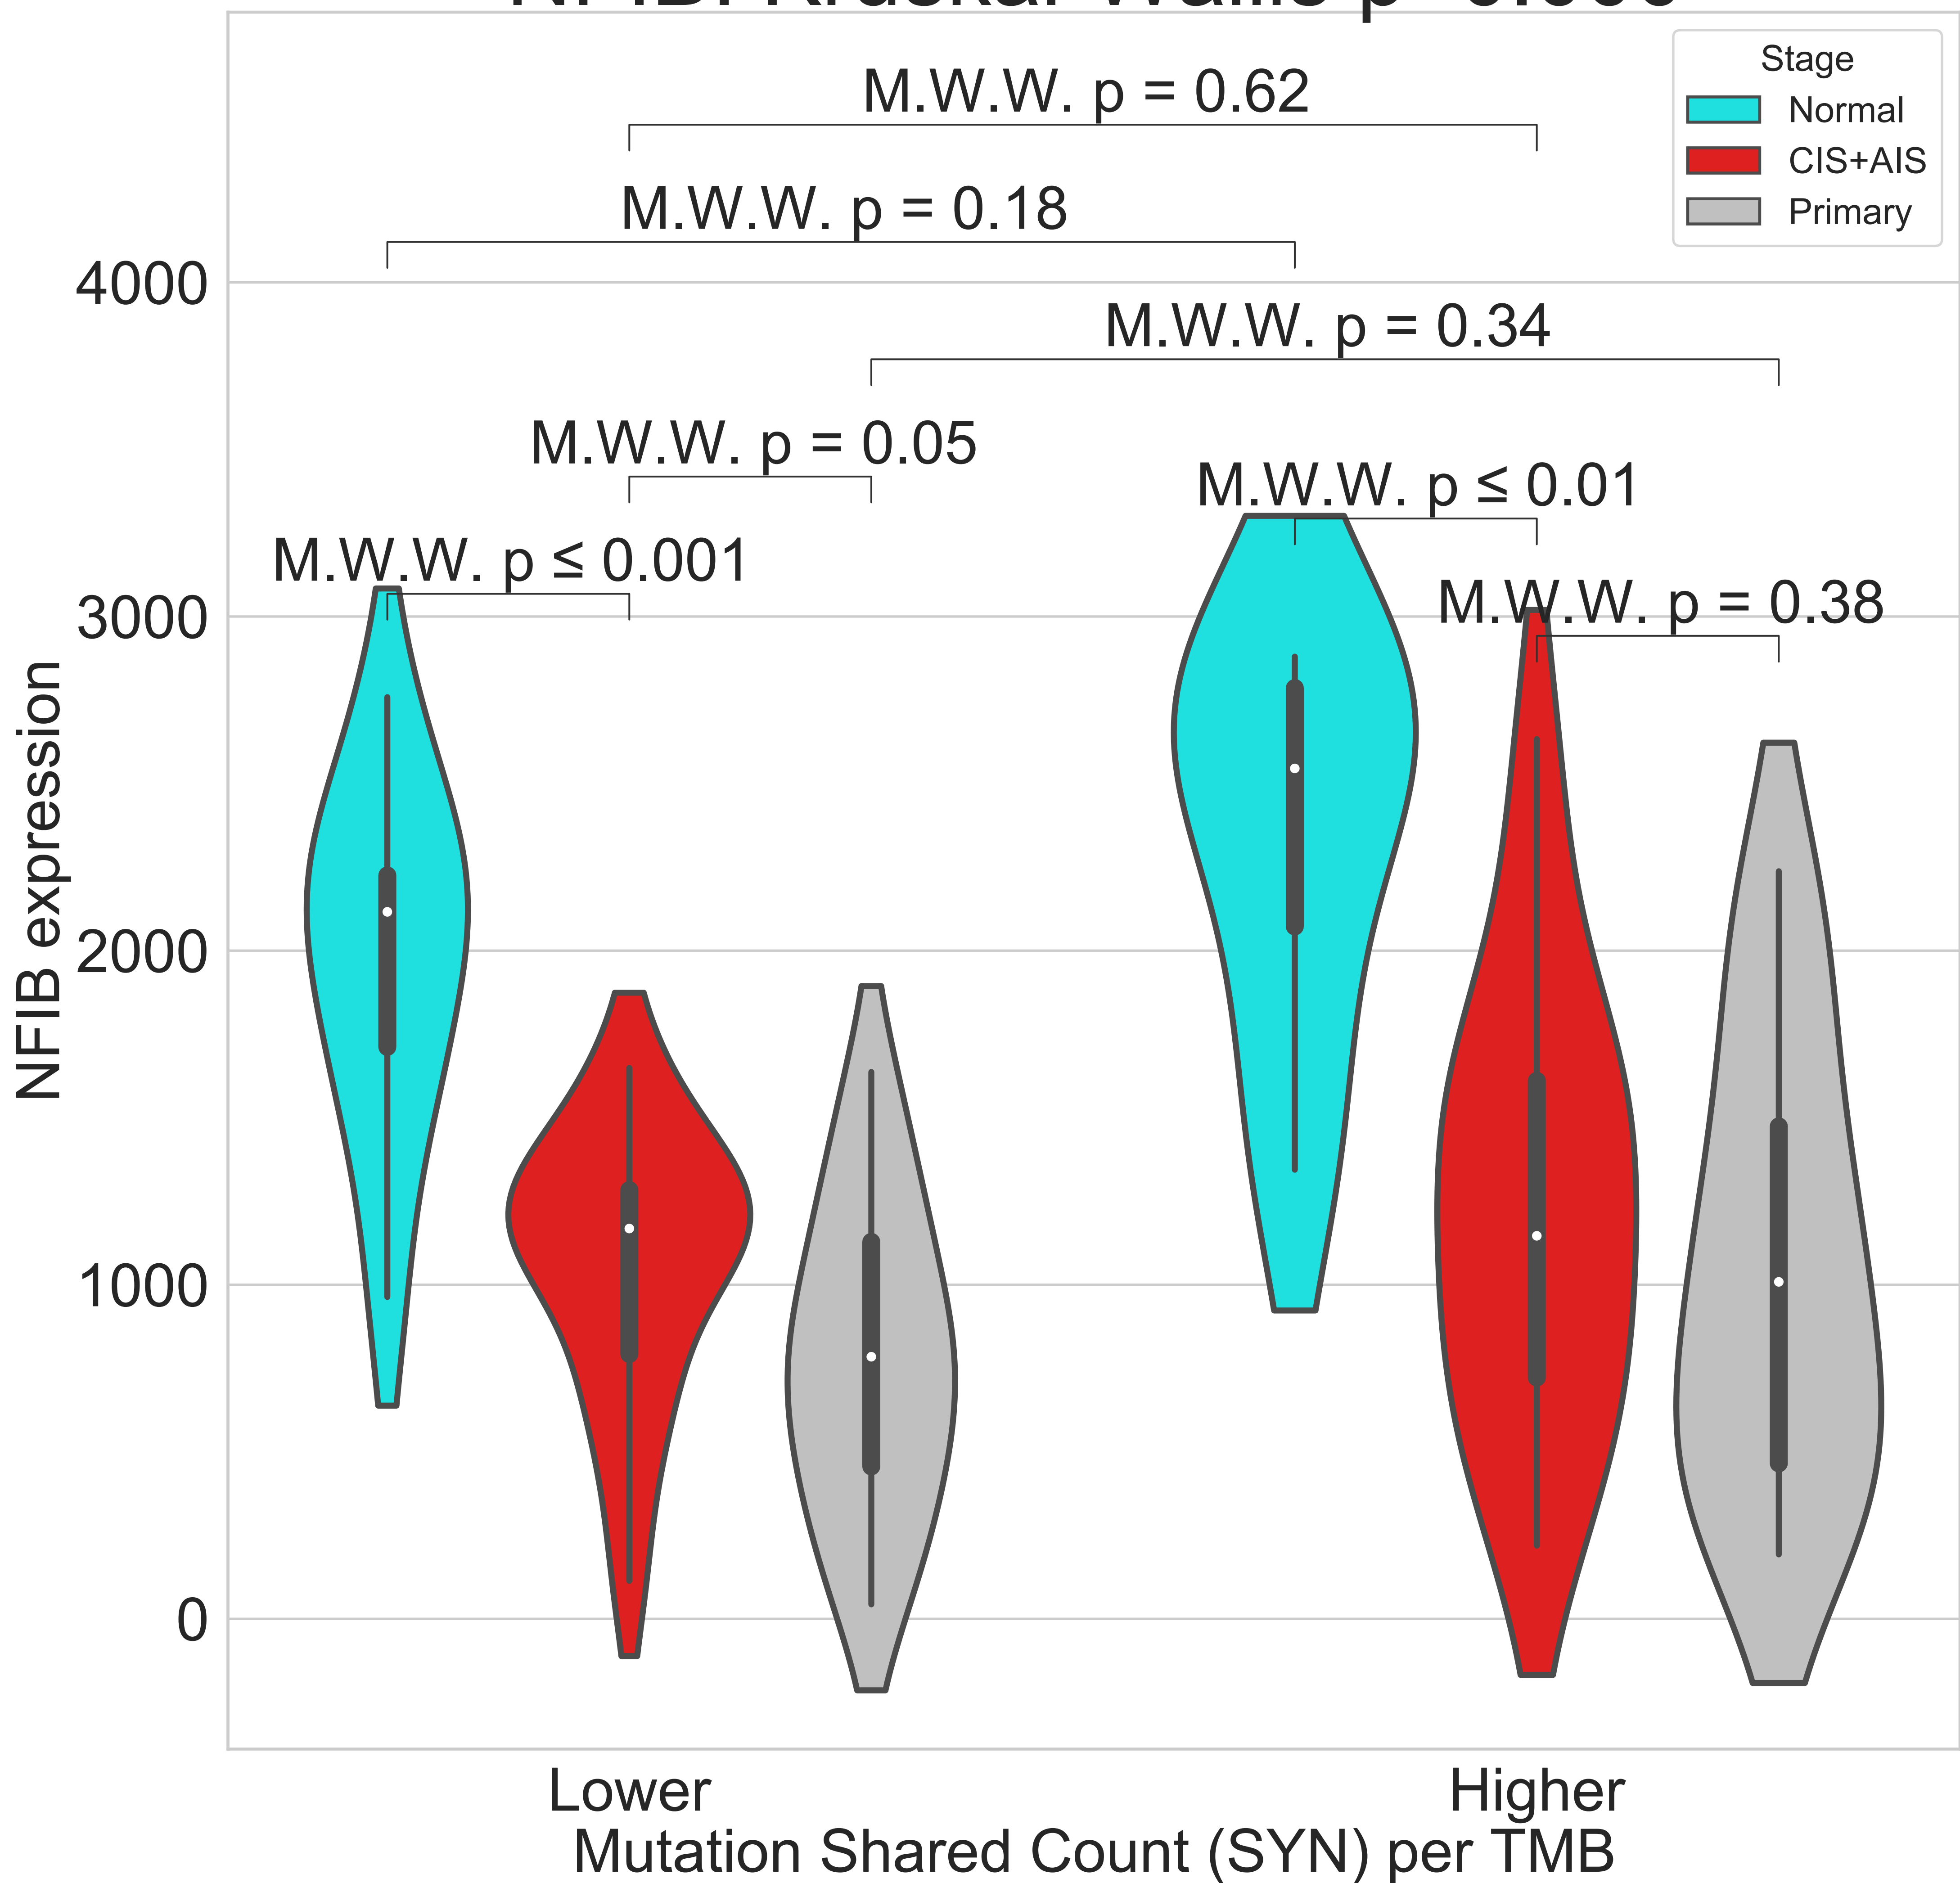 Stage
Normal
CIS+AIS
Primary
M.W.W. p = 0.62
M.W.W. p = 0.18
M.W.W. p = 0.34
M.W.W. p = 0.05
M.W.W. p ≤ 0.01
M.W.W. p ≤ 0.001
M.W.W. p = 0.38
4000
3000
2000
1000
0
NFIB expression
Lower
Higher
Mutation Shared Count (SYN) per TMB